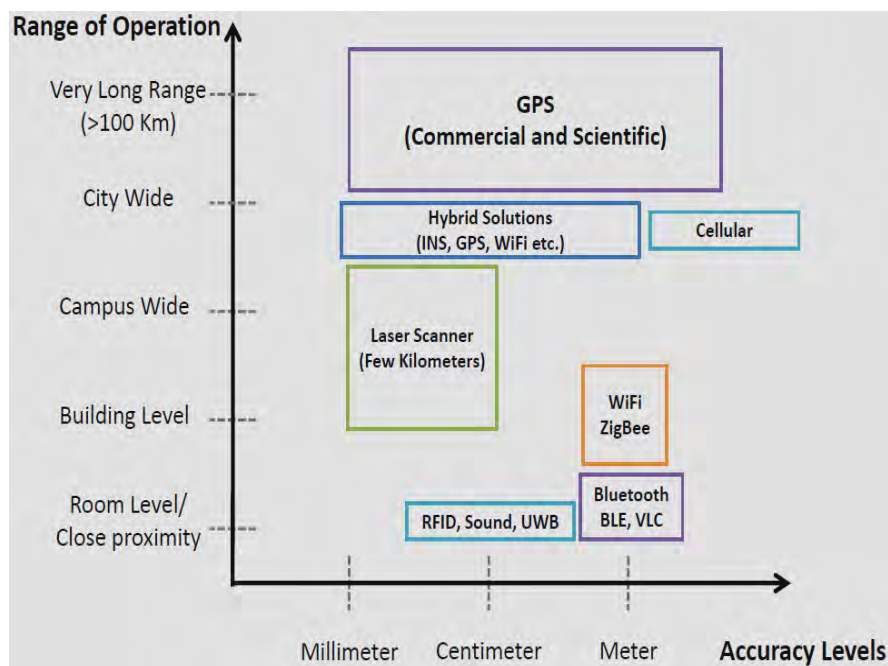 Range of Operation
Very Long Range
(>100 Km)
GPS
(Commercial and Scientific)
City Wide
Hybrid Solutions
(INS, GPS, WiFi etc.)
Cellular
Campus Wide
Laser Scanner
(Few Kilometers)
Building Level
WiFi
ZigBee
Room Level/
Close proximity
RFID, Sound, UWB
Bluetooth
BLE, VLC
Millimeter
Centimeter
Meter
Accuracy Levels